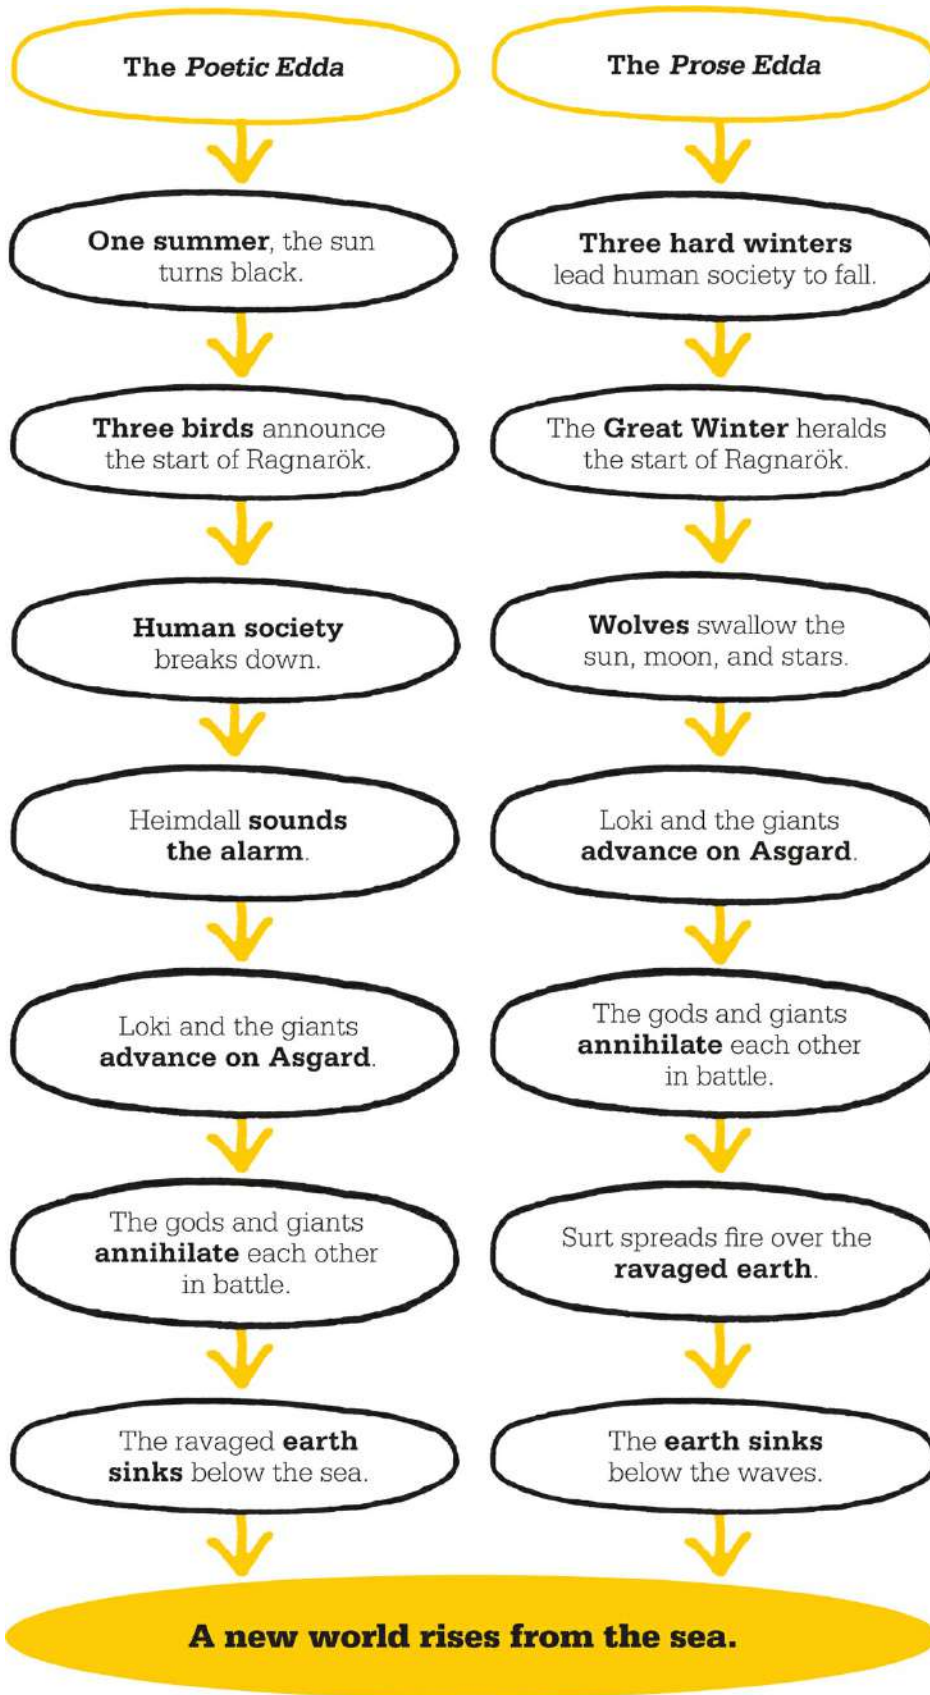 The Poetic Edda
One summer, the sun
turns black.
Three birds announce
the start of Ragnarök.
Human society
breaks down.
Heimdall sounds
the alarm.
Loki and the giants
advance on Asgard.
The gods and giants
annihilate each other
in battle.
The ravaged earth
sinks below the sea.
The Prose Edda
Three hard winters
lead human society to fall.
The Great Winter heralds
the start of Ragnarök.
Wolves swallow the
sun, moon, and stars.
Loki and the giants
advance on Asgard.
The gods and giants
annihilate each other
in battle.
Surt spreads fire over the
ravaged earth.
The earth sinks
below the waves.
A new world rises from the sea.